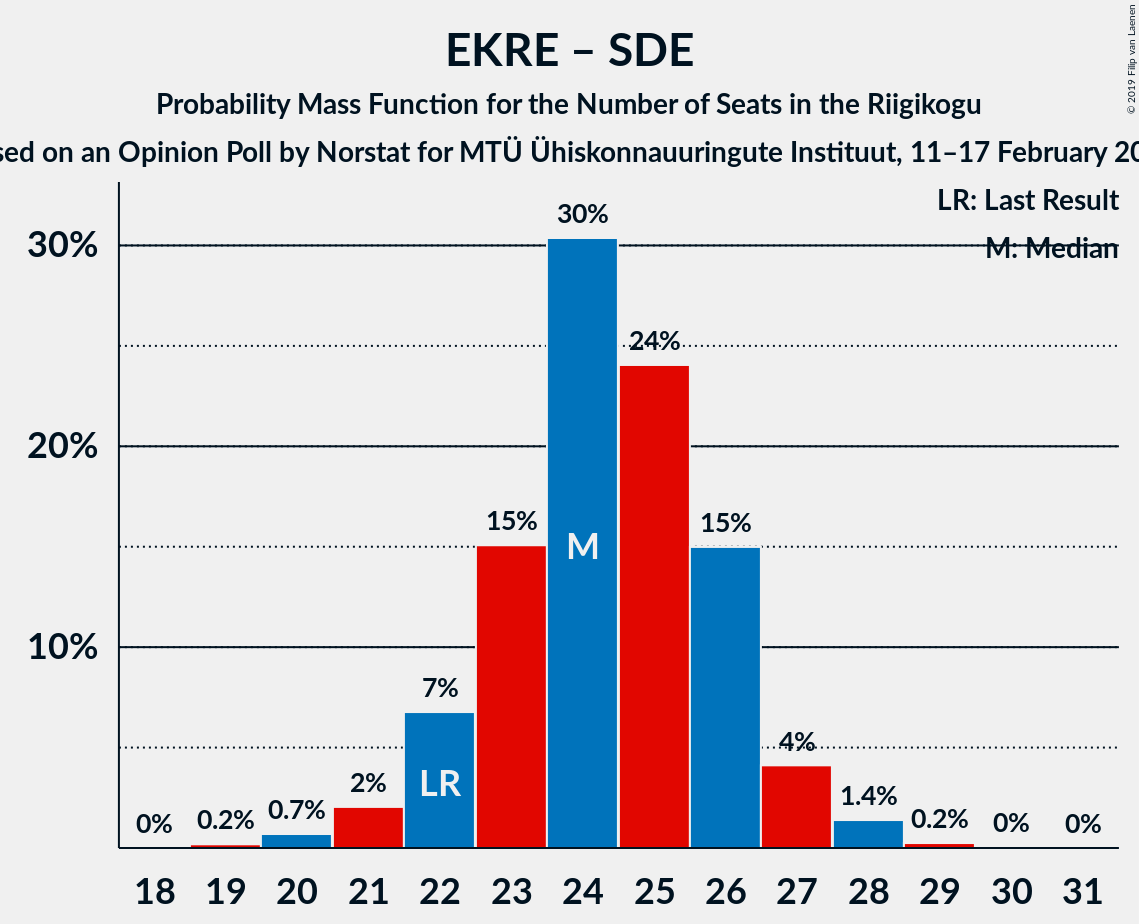 EKRE – SDE
Probability Mass Function for the Number of Seats in the Riigikogu
on an Opinion Poll by Norstat for MTÜ Ühiskonnauuringute Instituut, 11–17 February
© 2019 Filip van Laenen
LR: Last Result
M: Median
30%
20%
10%
0%
0.2%
0.7%
2%
7%
15%
30%
24%
15%
4%
1.4%
0.2%
0%
0%
LR
M
18 19 20 21 22 23 24 25 26 27 28 29 30 31